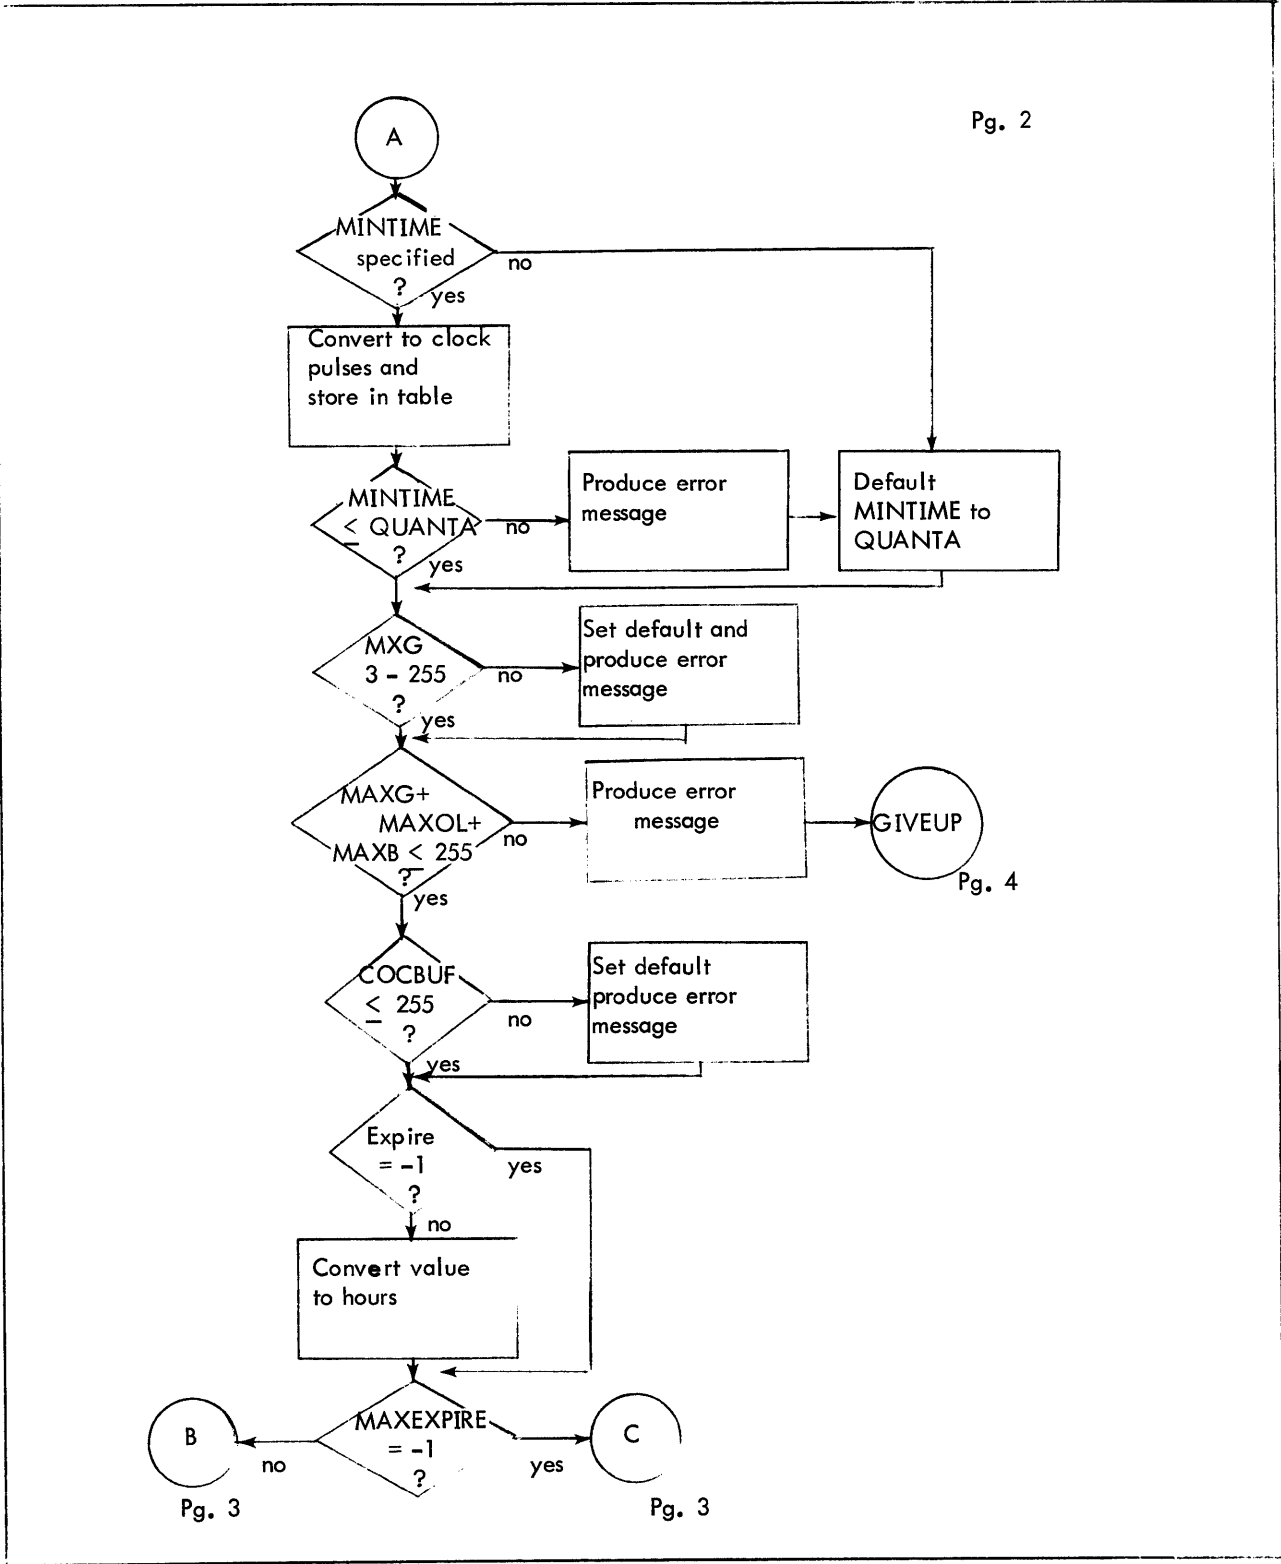 Pg. 2
A
MINTIME
specified
?
no
yes
Convert to clock
pulses and
store in table
MINTIME
≤ QUANTA
?
no
yes
Produce error
message
Default
MINTIME to
QUANTA
MXG
3 - 255
?
no
yes
Set default and
produce error
message
MAXG+
MAXOL+
MAXB ≤ 255
?
no
yes
Produce error
message
GIVEUP
Pg. 4
COCBUF
≤ 255
?
no
yes
Set default
produce error
message
Expire
= -1
?
yes
no
Convert value
to hours
MAXEXPIRE
= -1
?
no
yes
B
Pg. 3
C
Pg. 3